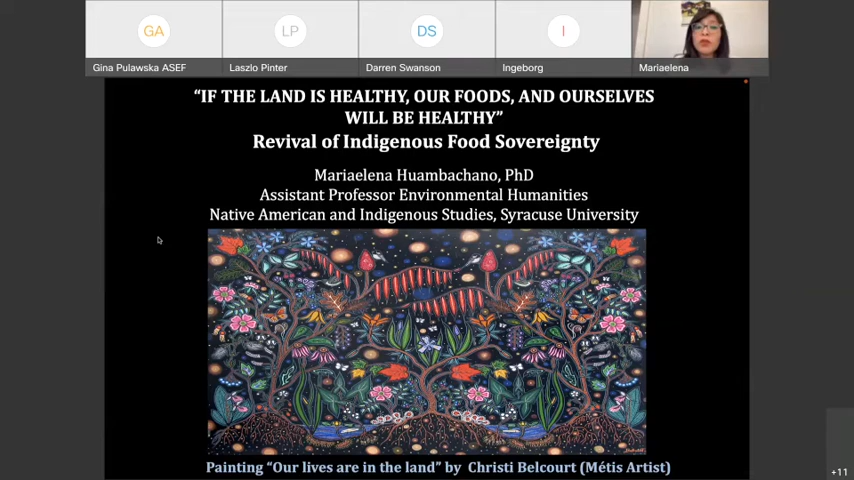 GA
LP
DS
I
Gina Pulawska ASEF
Laszlo Pinter
Darren Swanson
Ingeborg
Mariaelena
“IF THE LAND IS HEALTHY, OUR FOODS, AND OURSELVES
WILL BE HEALTHY”
Revival of Indigenous Food Sovereignty
Mariaelena Huambachano, PhD
Assistant Professor Environmental Humanities
Native American and Indigenous Studies, Syracuse University
Painting “Our lives are in the land” by Christi Belcourt (Métis Artist)
+11